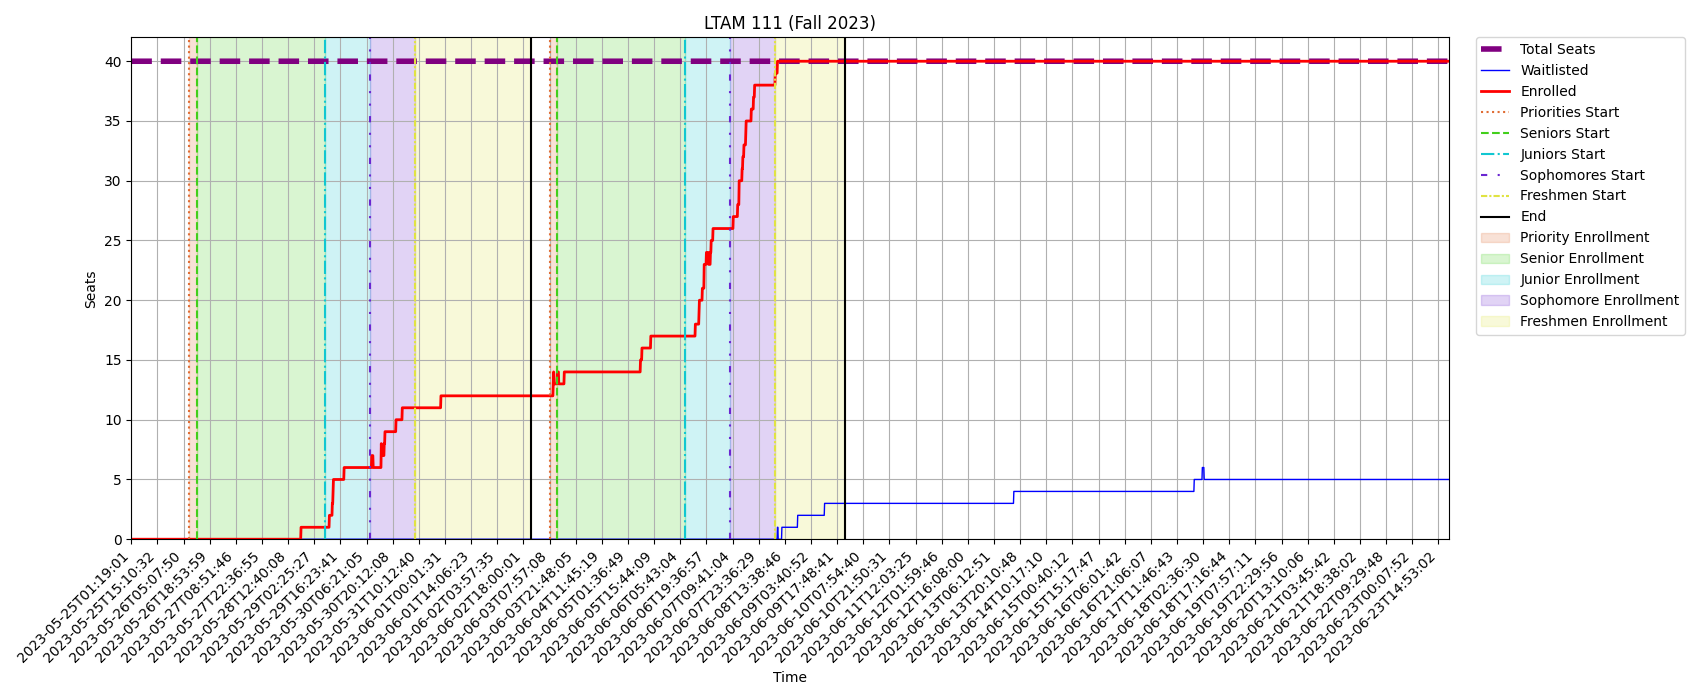 LTAM 111 (Fall 2023)
Seats
40
35
30
25
20
15
10
5
0
2023-05-25T01:19:01
2023-05-25T15:10:32
2023-05-26T05:07:50
2023-05-26T18:53:59
2023-05-27T08:51:46
2023-05-27T22:36:55
2023-05-28T12:40:08
2023-05-29T02:25:27
2023-05-29T16:23:41
2023-05-30T06:21:05
2023-05-30T20:12:08
2023-05-31T10:12:40
2023-06-01T00:01:31
2023-06-01T14:06:23
2023-06-02T03:57:35
2023-06-02T18:00:01
2023-06-03T07:57:08
2023-06-03T21:48:05
2023-06-04T11:45:19
2023-06-05T01:36:49
2023-06-05T15:44:09
2023-06-06T05:43:04
2023-06-06T19:36:57
2023-06-07T09:41:04
2023-06-07T23:36:29
2023-06-08T13:38:46
2023-06-09T03:40:52
2023-06-09T17:48:41
2023-06-10T07:54:40
2023-06-10T21:50:31
2023-06-11T12:03:25
2023-06-12T01:59:46
2023-06-12T16:08:00
2023-06-13T06:12:51
2023-06-13T20:10:48
2023-06-14T10:17:10
2023-06-15T00:40:12
2023-06-15T15:17:47
2023-06-16T06:01:42
2023-06-16T21:06:07
2023-06-17T11:46:43
2023-06-18T02:36:30
2023-06-18T17:16:44
2023-06-19T07:57:11
2023-06-19T22:29:56
2023-06-20T13:10:06
2023-06-21T03:45:42
2023-06-21T18:38:02
2023-06-22T09:29:48
2023-06-23T00:07:52
2023-06-23T14:53:02
Time
Total Seats
Waitlisted
Enrolled
Priorities Start
Seniors Start
Juniors Start
Sophomores Start
Freshmen Start
End
Priority Enrollment
Senior Enrollment
Junior Enrollment
Sophomore Enrollment
Freshmen Enrollment